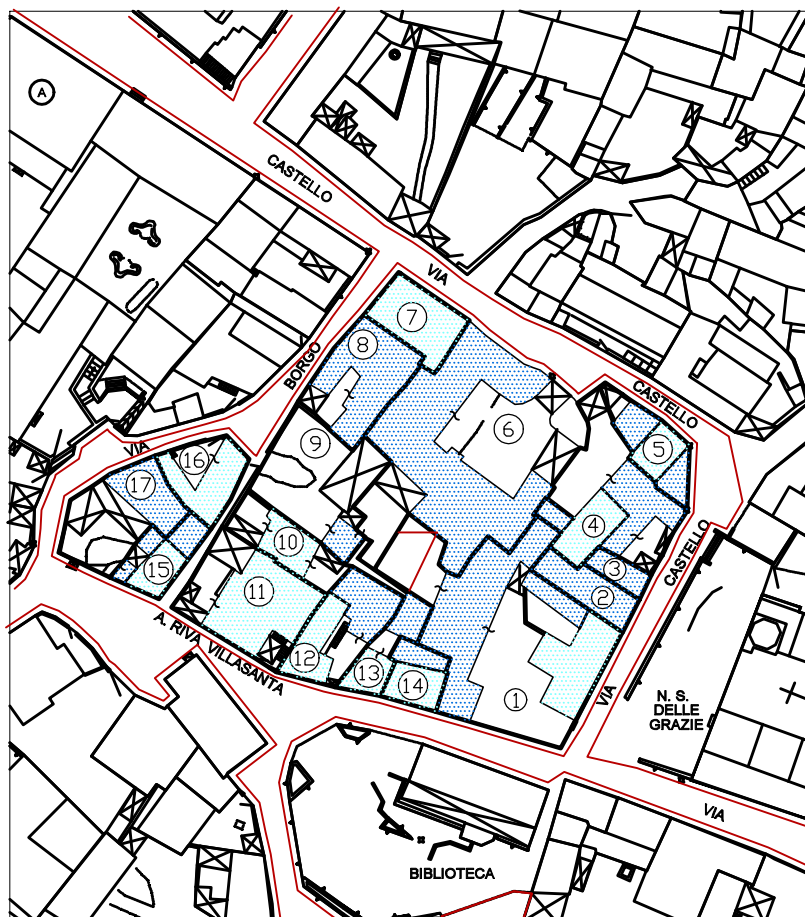 A
CASTELLO
VIA
7
8
BORGO
CASTELLO
6
5
9
VIA
16
17
4
10
CASTELLO
3
15
11
2
A. RIVA VILLASANTA
12
13
14
1
VIA
N. S.
DELLE
GRAZIE
VIA
BIBLIOTECA